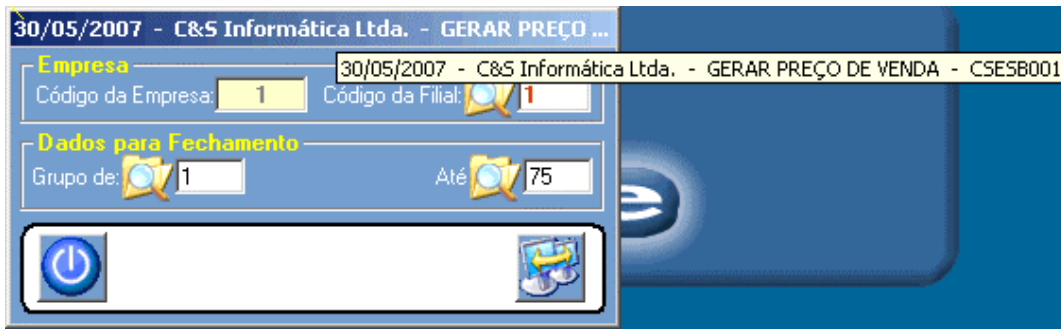 30/05/2007 - C&S Informática Ltda. - GERAR PREÇO ...
30/05/2007 - C&S Informática Ltda. - GERAR PREÇO DE VENDA - CSESB001
Empresa
Código da Empresa: 1 Código da Filial: 1
Dados para Fechamento
Grupo de: 1 Até 75
e